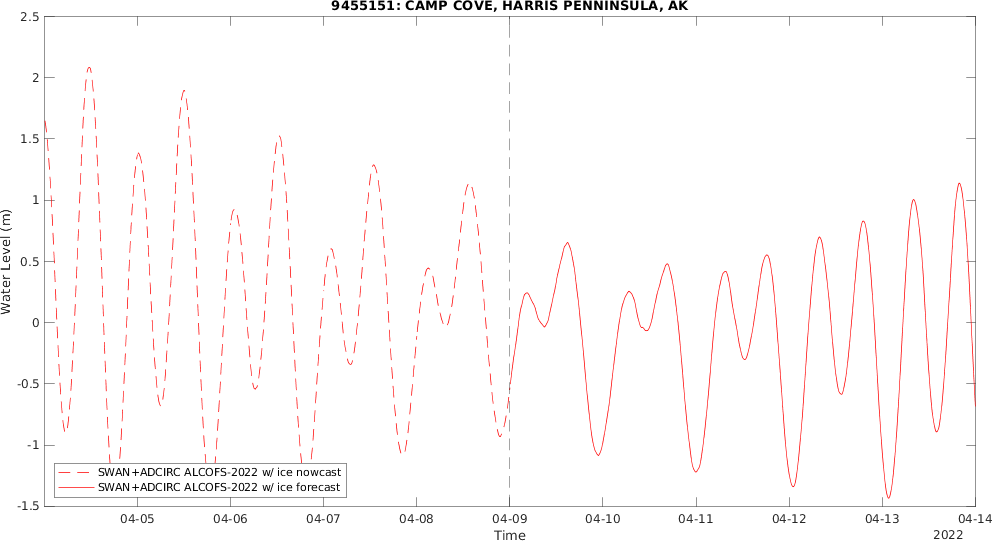 9455151: CAMP COVE, HARRIS PENNINSULA, AK
2.5
2
1.5
1
0.5
0
-0.5
-1
-1.5
Water Level (m)
SWAN+ADCIRC ALCOFS-2022 w/ ice nowcast
SWAN+ADCIRC ALCOFS-2022 w/ ice forecast
04-05 04-06 04-07 04-08 04-09 04-10 04-11 04-12 04-13 04-14
Time
2022